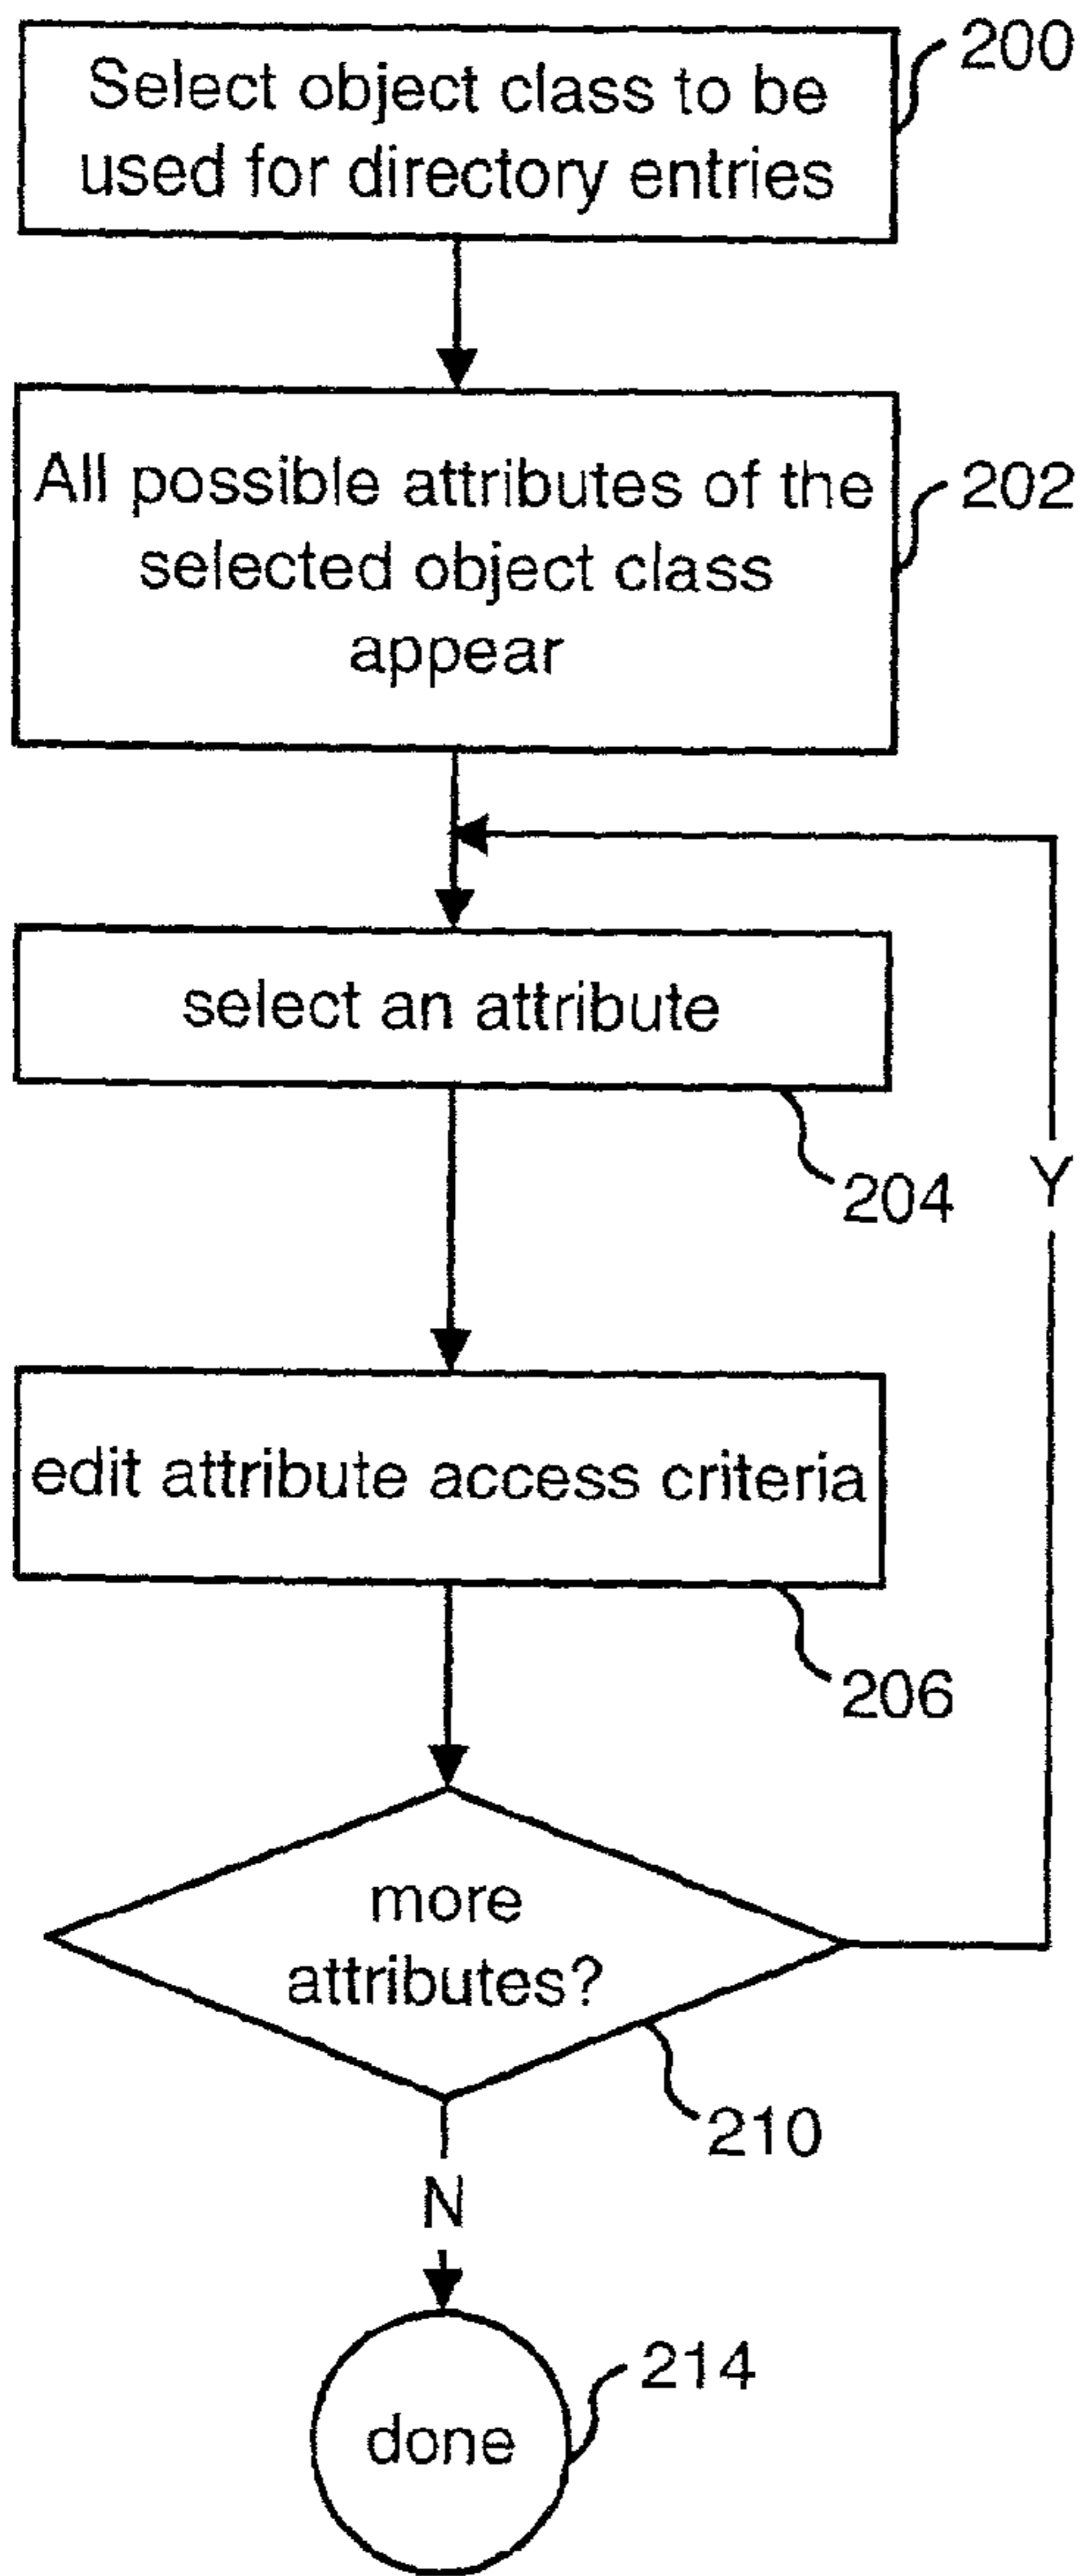 Select object class to be
used for directory entries
200
All possible attributes of the
selected object class
appear
202
select an attribute
204
Y
edit attribute access criteria
206
more
attributes?
210
N
done
214